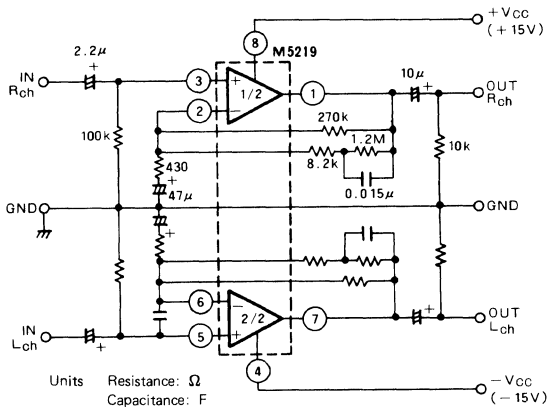 +VCC
(+15V)
8
M5219
2.2μ
+
IN
Rch
3
+
1/2
1
10μ
+
OUT
Rch
2
−
270k
100k
1.2M
10k
430
8.2k
+
47μ
0.015μ
GND
GND
+
6
−
2/2
7
OUT
Lch
IN
Lch
+
5
+
+
4
−VCC
(−15V)
Units Resistance: Ω
Capacitance: F